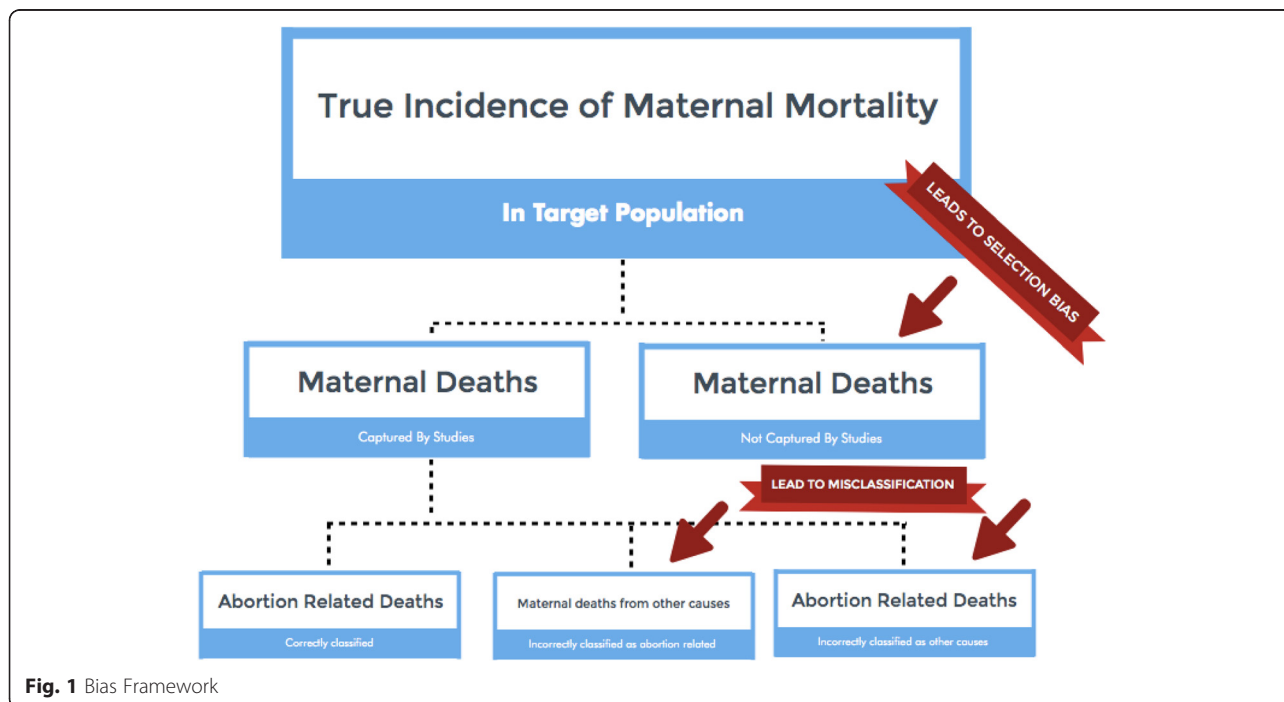 True Incidence of Maternal Mortality
In Target Population
LEADS TO SELECTION BIAS
Maternal Deaths
Captured By Studies
Maternal Deaths
Not Captured By Studies
LEAD TO MISCLASSIFICATION
Abortion Related Deaths
Correctly classified
Maternal deaths from other causes
Incorrectly classified as abortion related
Abortion Related Deaths
Incorrectly classified as other causes
Fig. 1 Bias Framework